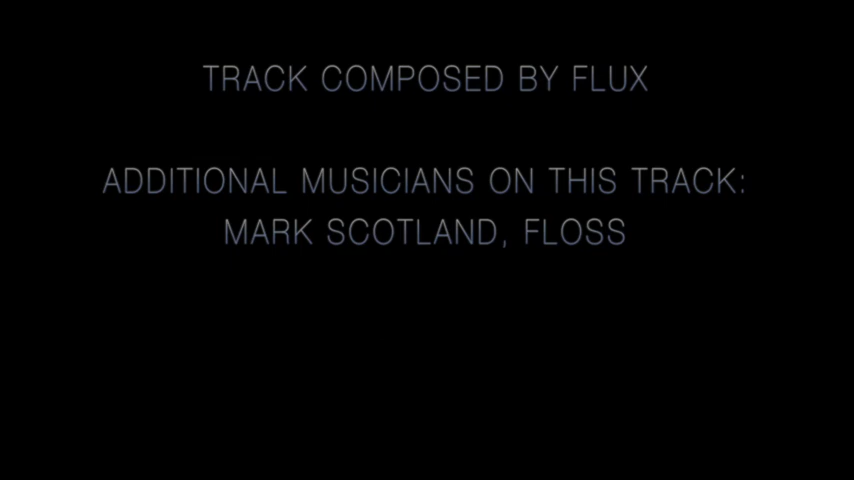 TRACK COMPOSED BY FLUX
ADDITIONAL MUSICIANS ON THIS TRACK:
MARK SCOTLAND, FLOSS